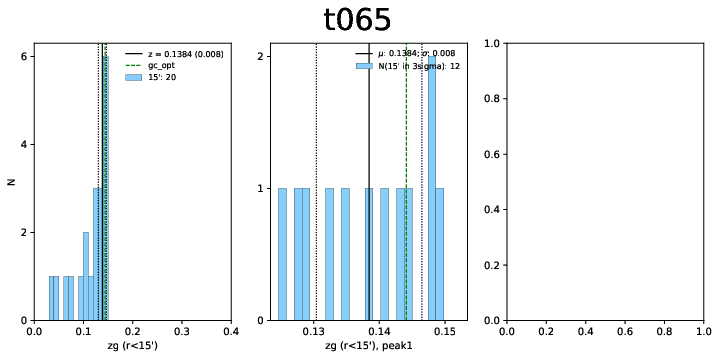 t065
z = 0.1384 (0.008)
gc_opt
15': 20
N
6
4
2
0
0.0 0.1 0.2 0.3 0.4
zg (r<15')
μ: 0.1384; σ: 0.008
N(15' in 3sigma): 12
2
1
0
0.13 0.14 0.15
zg (r<15'), peak1
1.0
0.8
0.6
0.4
0.2
0.0
0.0 0.2 0.4 0.6 0.8 1.0